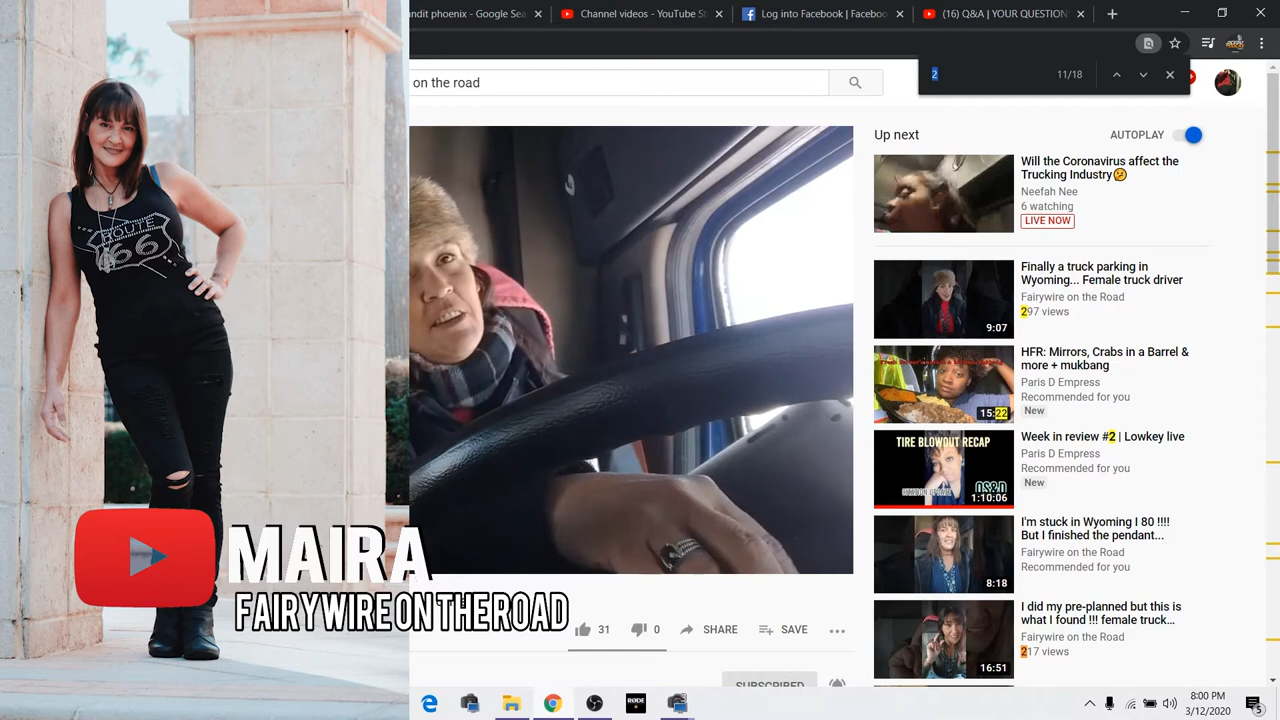 andit phoenix - Google Sea
Channel videos - YouTube St
Log into Facebook | Faceboo
(16) Q&A | YOUR QUESTION
on the road
2
11/18
Up next
AUTOPLAY
Will the Coronavirus affect the
Trucking Industry
Neefah Nee
6 watching
LIVE NOW
Finally a truck parking in
Wyoming... Female truck driver
Fairywire on the Road
297 views
9:07
HFR: Mirrors, Crabs in a Barrel &
more + mukbang
Paris D Empress
Recommended for you
New
15:22
Week in review #2 | Lowkey live
Paris D Empress
Recommended for you
New
TIRE BLOWOUT RECAP
CITATION UPDATE
QS&D
1:10:06
I'm stuck in Wyoming I 80 !!!!
But I finished the pendant...
Fairywire on the Road
Recommended for you
8:18
I did my pre-planned but this is
what I found !!! female truck...
Fairywire on the Road
217 views
16:51
ROUTE
66
MAIRA
FAIRYWIRE ON THE ROAD
31
0
SHARE
SAVE
SUBSCRIBED
RØDE
8:00 PM
3/12/2020
5